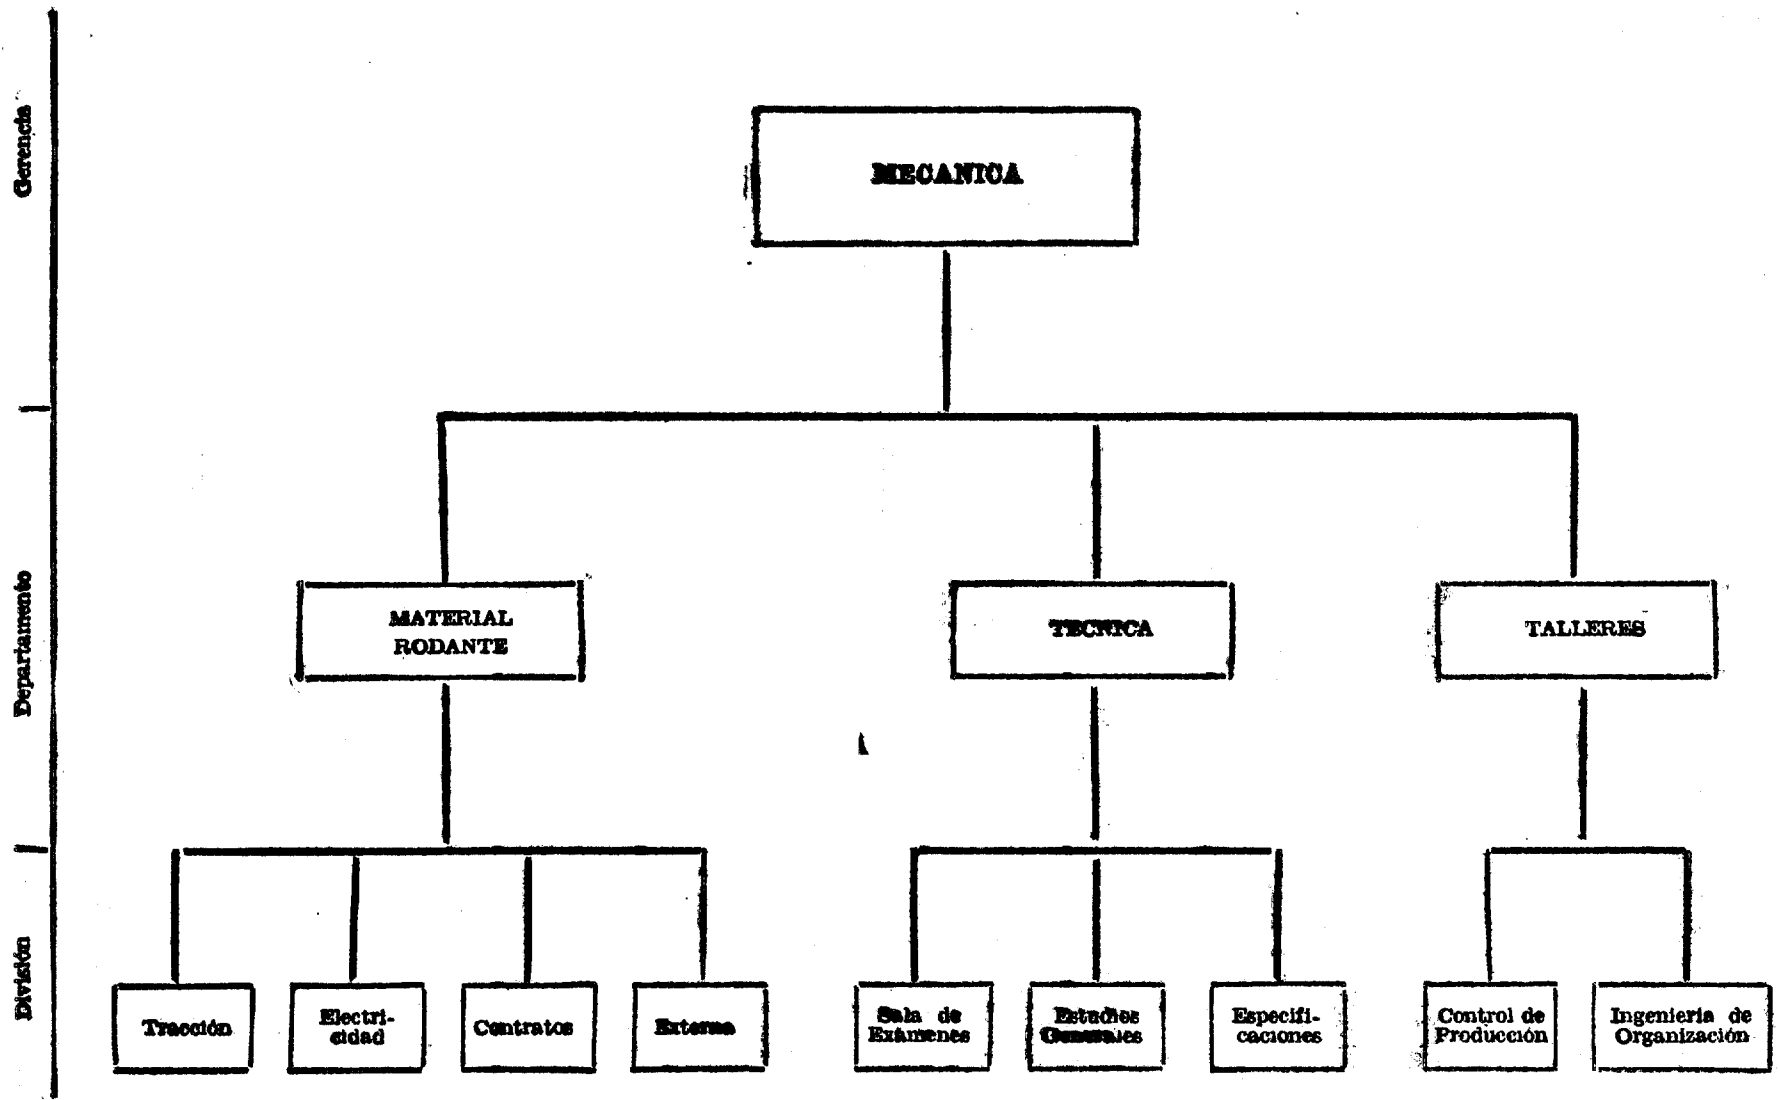 Gerencia
MECANICA
Departamento
MATERIAL
RODANTE
TECNICA
TALLERES
División
Tracción
Electri-
cidad
Contratos
Externa
Sala de
Exámenes
Estudios
Generales
Especifi-
caciones
Control de
Producción
Ingeniería de
Organización